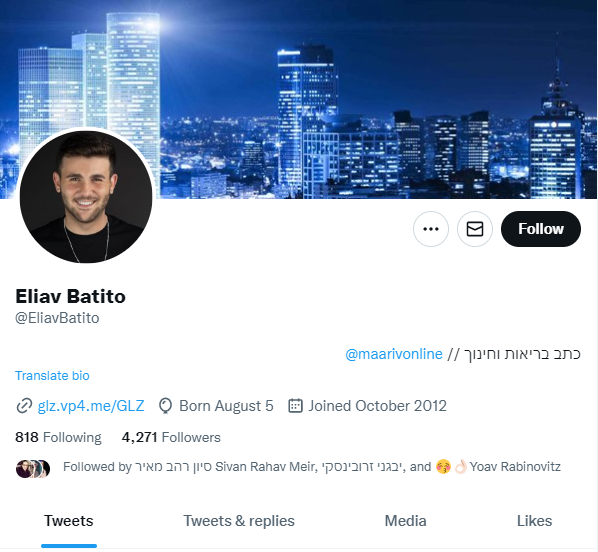 Follow
Eliav Batito
@EliavBatito
כתב בריאות וחינוך // @maarivonline
Translate bio
glz.vp4.me/GLZ Born August 5 Joined October 2012
818 Following 4,271 Followers
Followed by סיון רהב מאיר Sivan Rahav Meir, יבגני זרובינסקי, and 😚👌🏻Yoav Rabinovitz
Tweets Tweets & replies Media Likes